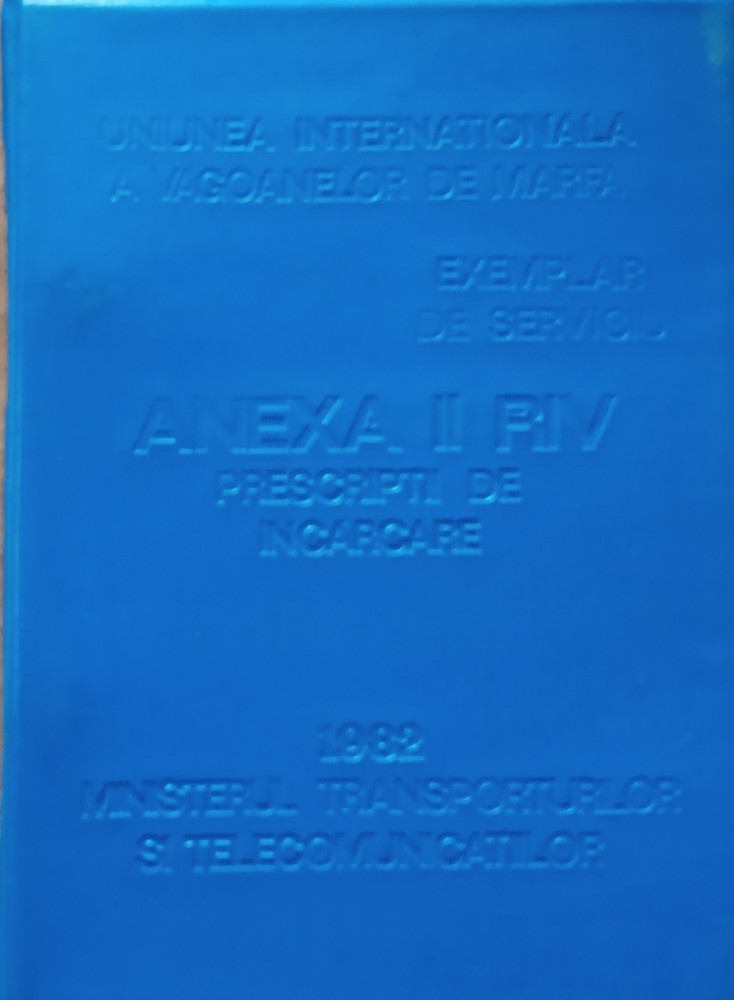 UNIUNEA INTERNATIONALA
A VAGOANELOR DE MARFA
EXEMPLAR
DE SERVICIU
ANEXA II RIV
PRESCRIPTII DE
INCARCARE
1982
MINISTERUL TRANSPORTURILOR
SI TELECOMUNICATIILOR